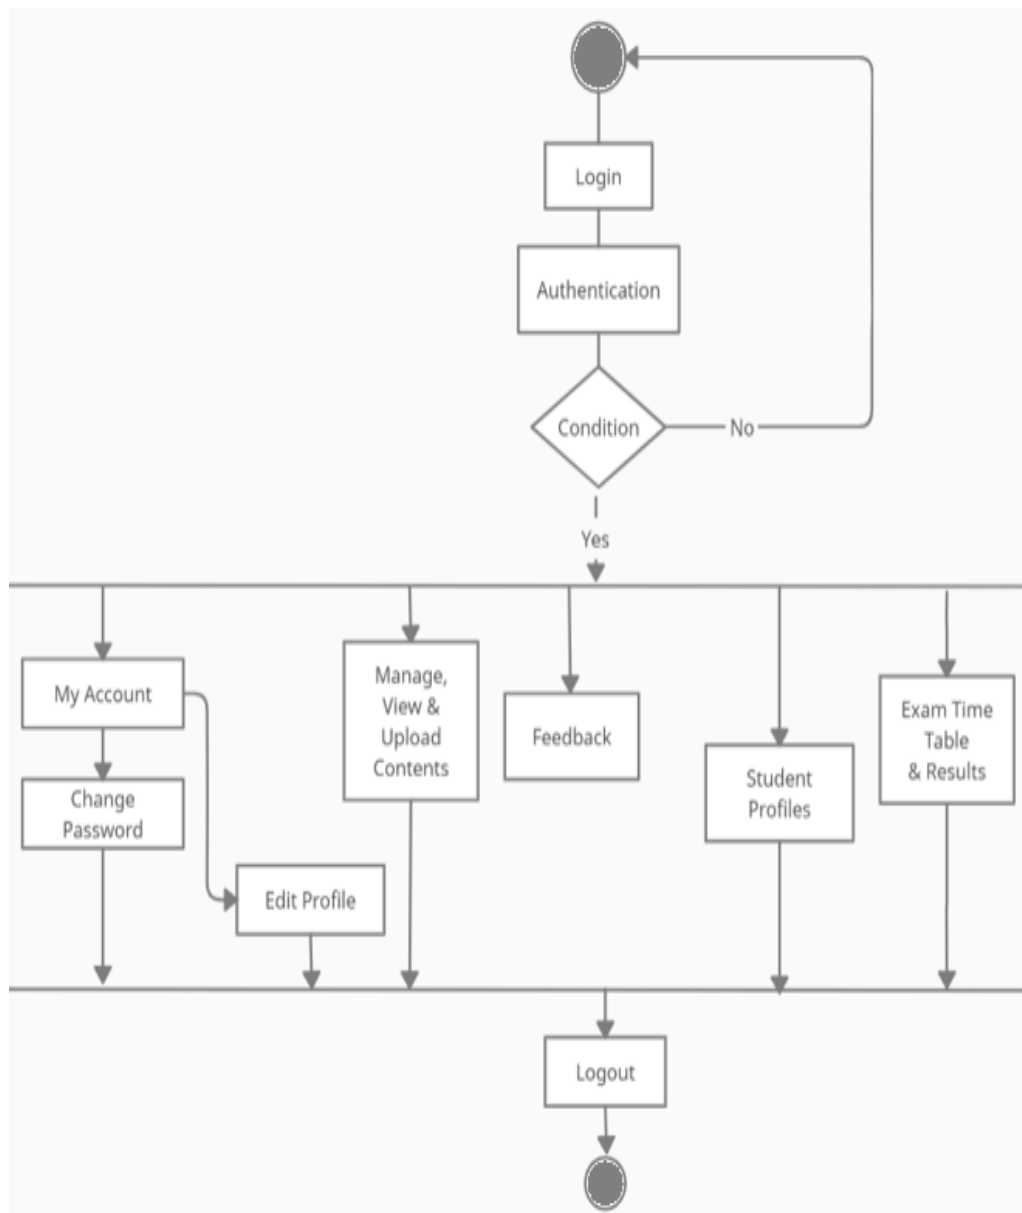 Login
Authentication
Condition
No
Yes
My Account
Manage,
View &
Upload
Contents
Feedback
Student
Profiles
Exam Time
Table
& Results
Change
Password
Edit Profile
Logout